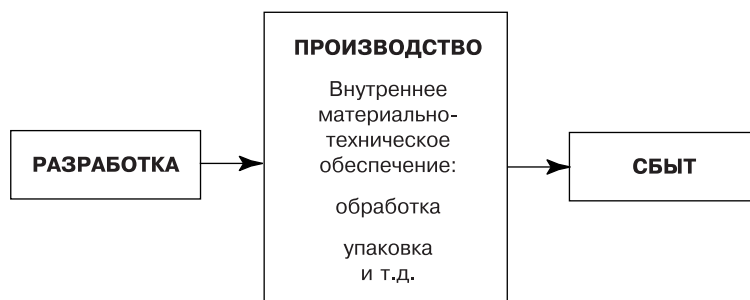 РАЗРАБОТКА
ПРОИЗВОДСТВО
Внутреннее
материально-
техническое
обеспечение:
обработка
упаковка
и т.д.
СБЫТ